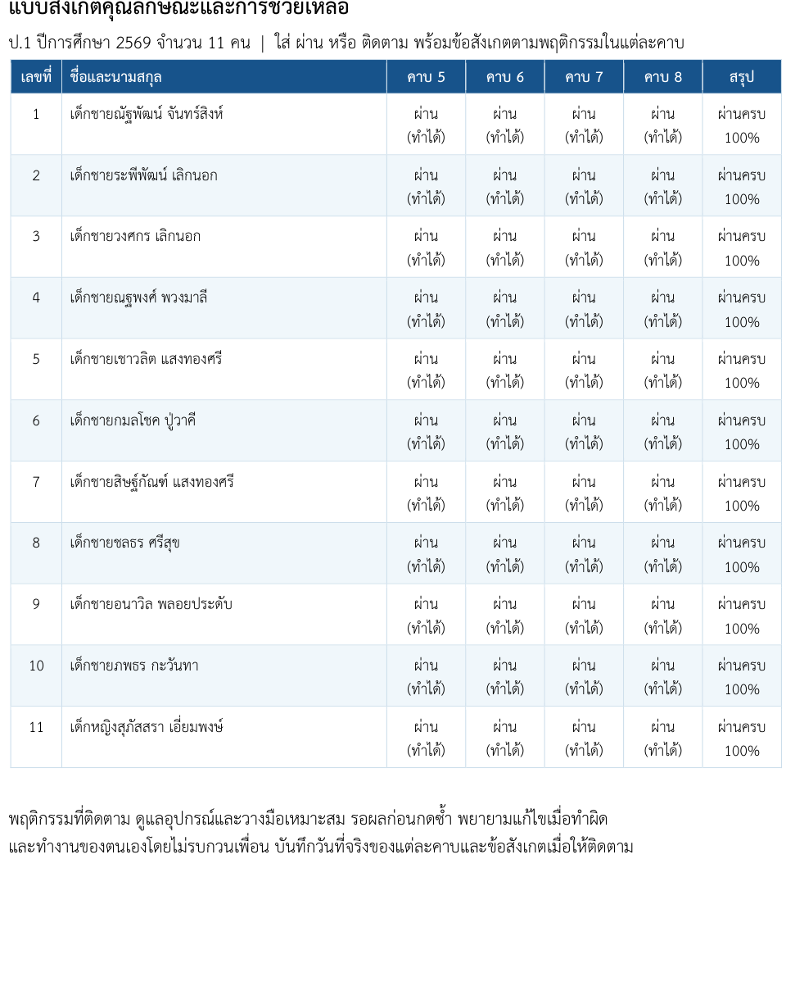 แบบสังเกตคุณลักษณะและการช่วยเหลือ
ป.1 ปีการศึกษา 2569 จำนวน 11 คน | ใส่ ผ่าน หรือ ติดตาม พร้อมข้อสังเกตตามพฤติกรรมในแต่ละคาบ
เลขที่ ชื่อและนามสกุล คาบ 5 คาบ 6 คาบ 7 คาบ 8 สรุป
1 เด็กชายณัฐพัฒน์ จันทร์สิงห์ ผ่าน ผ่าน ผ่าน ผ่าน ผ่านครบ
(ทำได้) (ทำได้) (ทำได้) (ทำได้) 100%
2 เด็กชายระพีพัฒน์ เลิกนอก ผ่าน ผ่าน ผ่าน ผ่าน ผ่านครบ
(ทำได้) (ทำได้) (ทำได้) (ทำได้) 100%
3 เด็กชายวงศกร เลิกนอก ผ่าน ผ่าน ผ่าน ผ่าน ผ่านครบ
(ทำได้) (ทำได้) (ทำได้) (ทำได้) 100%
4 เด็กชายณฐพงศ์ พวงมาลี ผ่าน ผ่าน ผ่าน ผ่าน ผ่านครบ
(ทำได้) (ทำได้) (ทำได้) (ทำได้) 100%
5 เด็กชายเชาวลิต แสงทองศรี ผ่าน ผ่าน ผ่าน ผ่าน ผ่านครบ
(ทำได้) (ทำได้) (ทำได้) (ทำได้) 100%
6 เด็กชายกมลโชค ปู่วาคี ผ่าน ผ่าน ผ่าน ผ่าน ผ่านครบ
(ทำได้) (ทำได้) (ทำได้) (ทำได้) 100%
7 เด็กชายสิษฐ์กัณฑ์ แสงทองศรี ผ่าน ผ่าน ผ่าน ผ่าน ผ่านครบ
(ทำได้) (ทำได้) (ทำได้) (ทำได้) 100%
8 เด็กชายชลธร ศรีสุข ผ่าน ผ่าน ผ่าน ผ่าน ผ่านครบ
(ทำได้) (ทำได้) (ทำได้) (ทำได้) 100%
9 เด็กชายอนาวิล พลอยประดับ ผ่าน ผ่าน ผ่าน ผ่าน ผ่านครบ
(ทำได้) (ทำได้) (ทำได้) (ทำได้) 100%
10 เด็กชายภพธร กะวันทา ผ่าน ผ่าน ผ่าน ผ่าน ผ่านครบ
(ทำได้) (ทำได้) (ทำได้) (ทำได้) 100%
11 เด็กหญิงสุภัสสรา เอี่ยมพงษ์ ผ่าน ผ่าน ผ่าน ผ่าน ผ่านครบ
(ทำได้) (ทำได้) (ทำได้) (ทำได้) 100%
พฤติกรรมที่ติดตาม ดูแลอุปกรณ์และวางมือเหมาะสม รอผลก่อนกดซ้ำ พยายามแก้ไขเมื่อทำผิด
และทำงานของตนเองโดยไม่รบกวนเพื่อน บันทึกวันที่จริงของแต่ละคาบและข้อสังเกตเมื่อให้ติดตาม